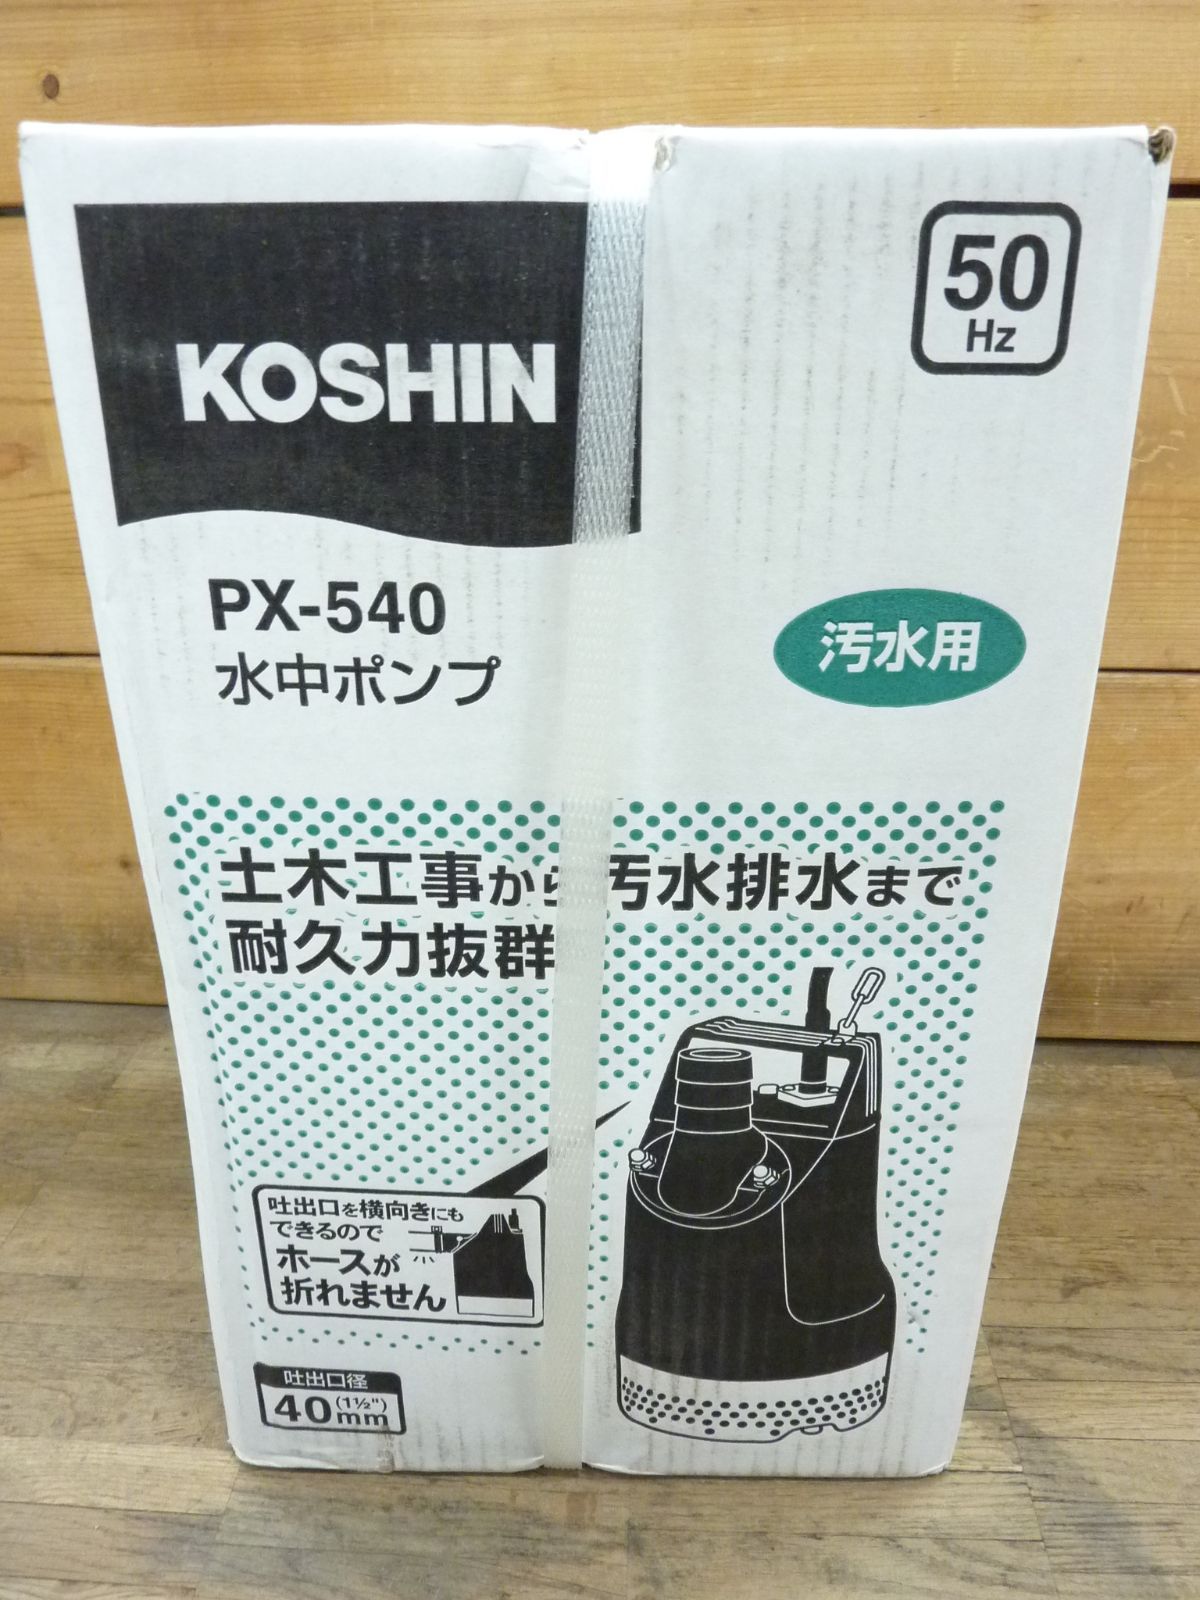 KOSHIN
50
Hz
PX-540
水中ポンプ
汚水用
土木工事から汚水排水まで
耐久力抜群
吐出口を横向きにも
できるので
ホースが
折れません
吐出口径
40mm (1½")